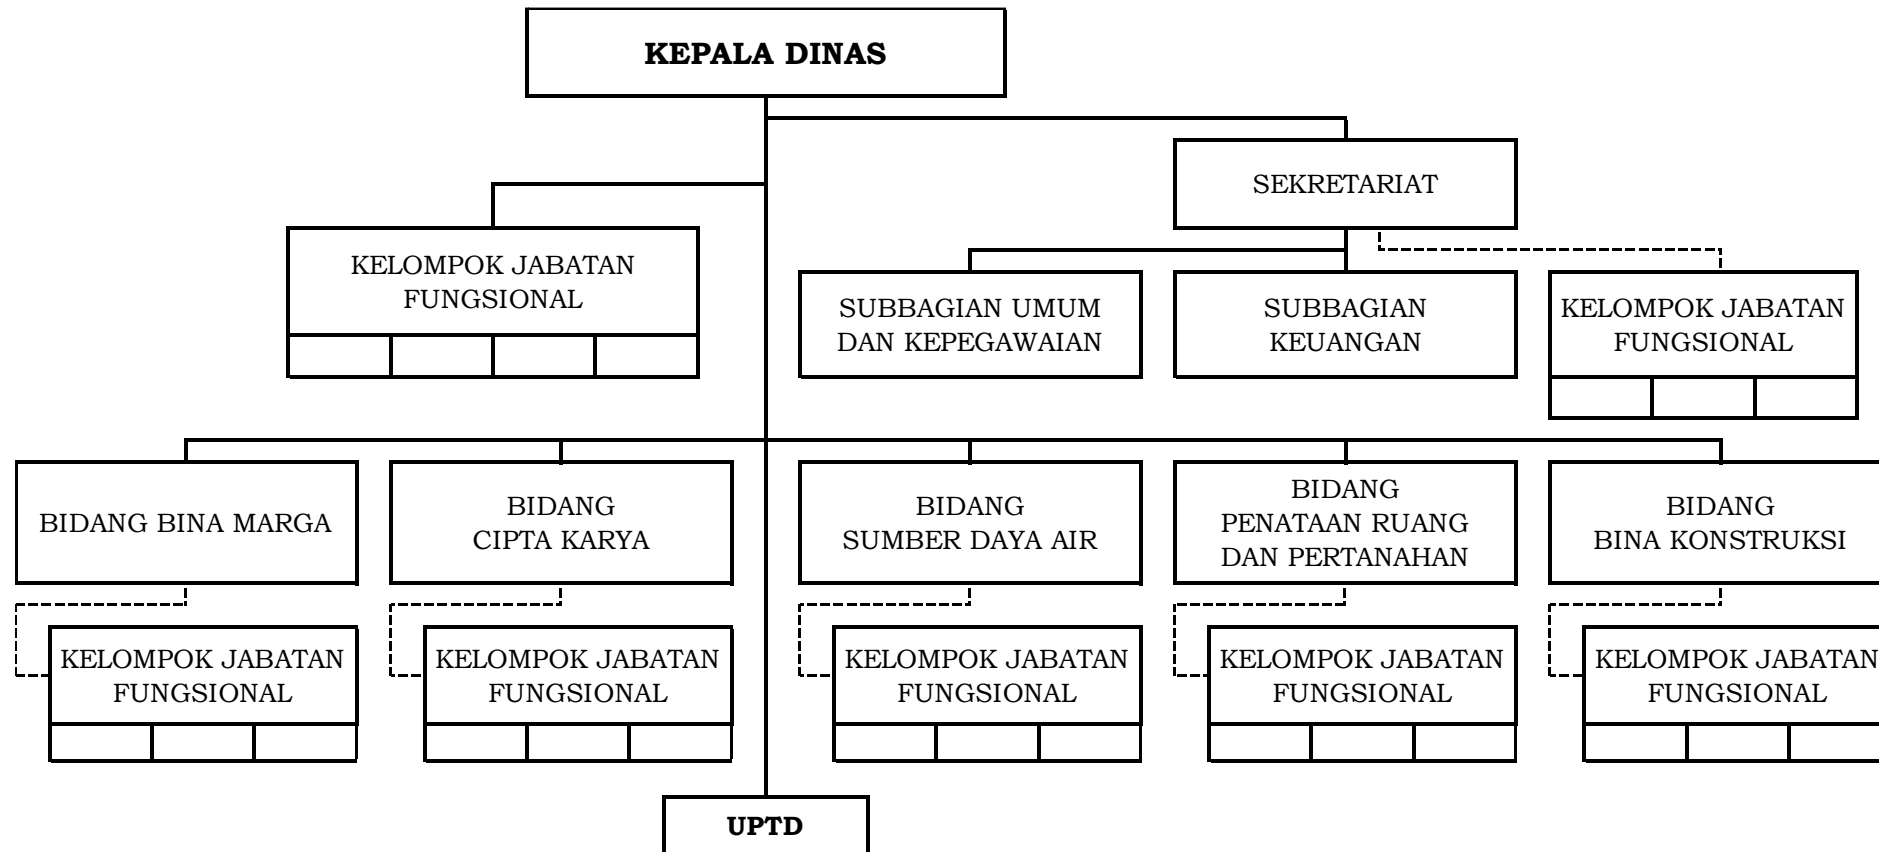 KEPALA DINAS
SEKRETARIAT
KELOMPOK JABATAN
FUNGSIONAL
SUBBAGIAN UMUM
DAN KEPEGAWAIAN
SUBBAGIAN
KEUANGAN
KELOMPOK JABATAN
FUNGSIONAL
BIDANG BINA MARGA
BIDANG
CIPTA KARYA
BIDANG
SUMBER DAYA AIR
BIDANG
PENATAAN RUANG
DAN PERTANAHAN
BIDANG
BINA KONSTRUKSI
KELOMPOK JABATAN
FUNGSIONAL
KELOMPOK JABATAN
FUNGSIONAL
KELOMPOK JABATAN
FUNGSIONAL
KELOMPOK JABATAN
FUNGSIONAL
KELOMPOK JABATAN
FUNGSIONAL
UPTD